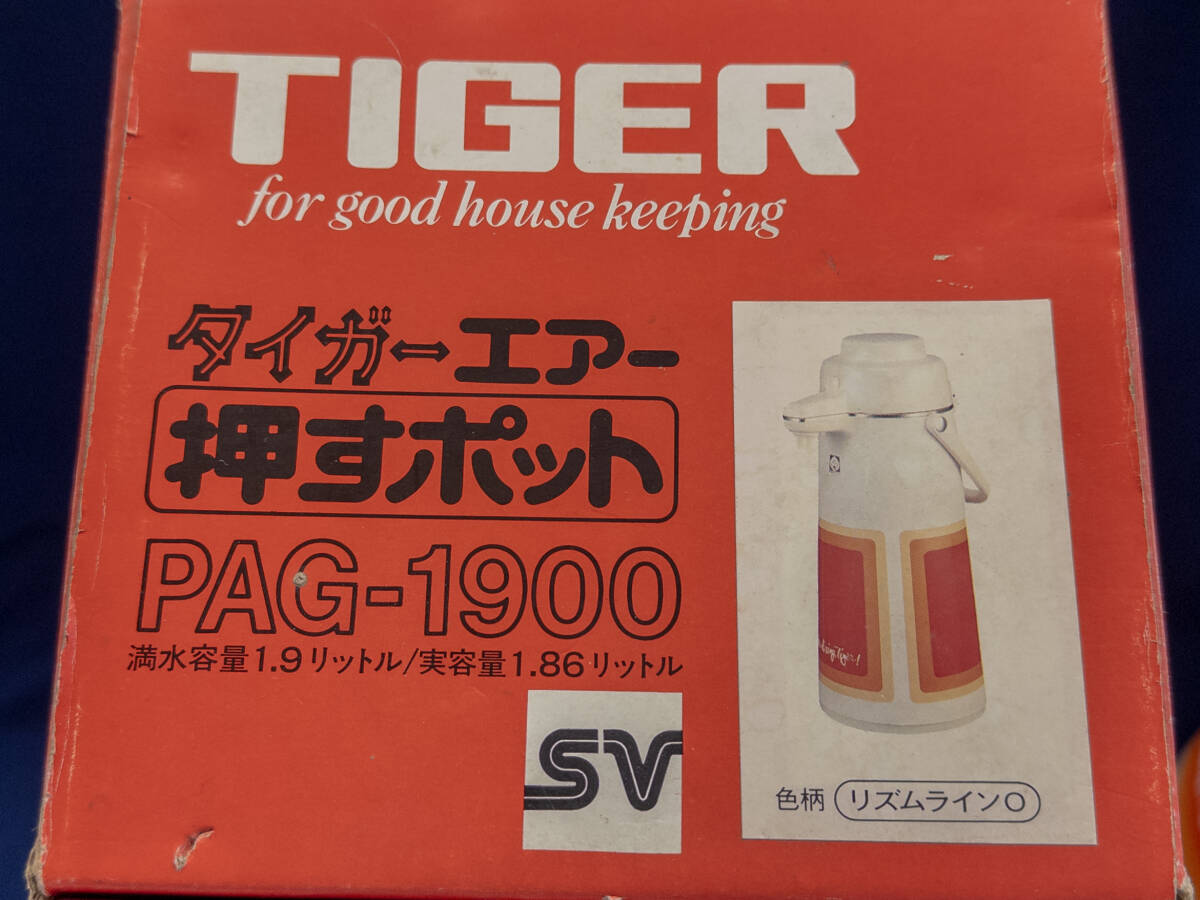 TIGER
for good house keeping
タイガーエアー
押すポット
PAG-1900
満水容量1.9リットル/実容量1.86リットル
SV
色柄 リズムラインO